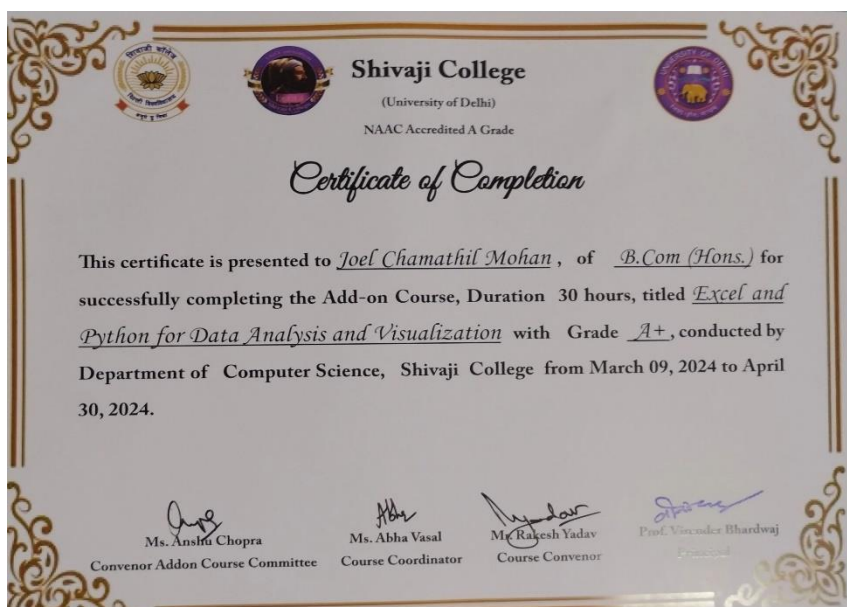 शिवाजी कॉलेज
UNIVERSITY OF DELHI
Shivaji College
(University of Delhi)
NAAC Accredited A Grade
Certificate of Completion
This certificate is presented to Joel Chamathil Mohan, of B.Com (Hons.) for
successfully completing the Add-on Course, Duration 30 hours, titled Excel and
Python for Data Analysis and Visualization with Grade A+, conducted by
Department of Computer Science, Shivaji College from March 09, 2024 to April
30, 2024.
Ms. Anshu Chopra
Convenor Addon Course Committee
Ms. Abha Vasal
Course Coordinator
Mr. Rakesh Yadav
Course Convenor
Prof. Virender Bhardwaj
Principal